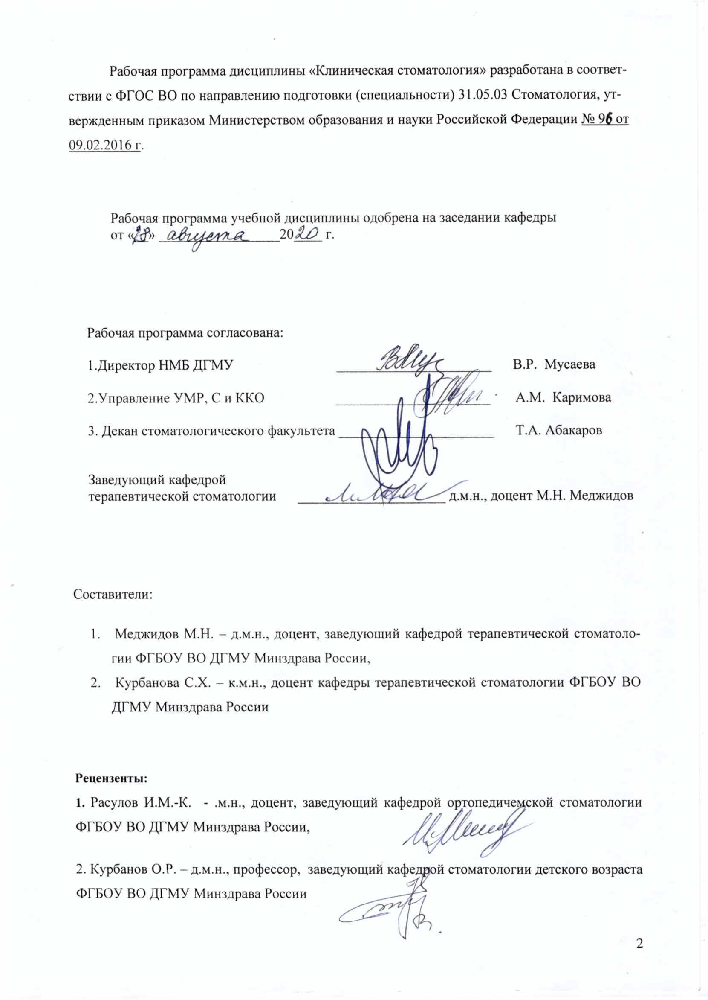 Рабочая программа дисциплины «Клиническая стоматология» разработана в соответ-
ствии с ФГОС ВО по направлению подготовки (специальности) 31.05.03 Стоматология, ут-
вержденным приказом Министерством образования и науки Российской Федерации № 96 от
09.02.2016 г.
Рабочая программа учебной дисциплины одобрена на заседании кафедры
от «28» августа 2020 г.
Рабочая программа согласована:
1.Директор НМБ ДГМУ В.Р. Мусаева
2.Управление УМР, С и ККО А.М. Каримова
3. Декан стоматологического факультета Т.А. Абакаров
Заведующий кафедрой
терапевтической стоматологии д.м.н., доцент М.Н. Меджидов
Составители:
1. Меджидов М.Н. – д.м.н., доцент, заведующий кафедрой терапевтической стоматоло-
гии ФГБОУ ВО ДГМУ Минздрава России,
2. Курбанова С.Х. – к.м.н., доцент кафедры терапевтической стоматологии ФГБОУ ВО
ДГМУ Минздрава России
Рецензенты:
1. Расулов И.М.-К. - .м.н., доцент, заведующий кафедрой ортопедичемской стоматологии
ФГБОУ ВО ДГМУ Минздрава России,
2. Курбанов О.Р. – д.м.н., профессор, заведующий кафедрой стоматологии детского возраста
ФГБОУ ВО ДГМУ Минздрава России
2